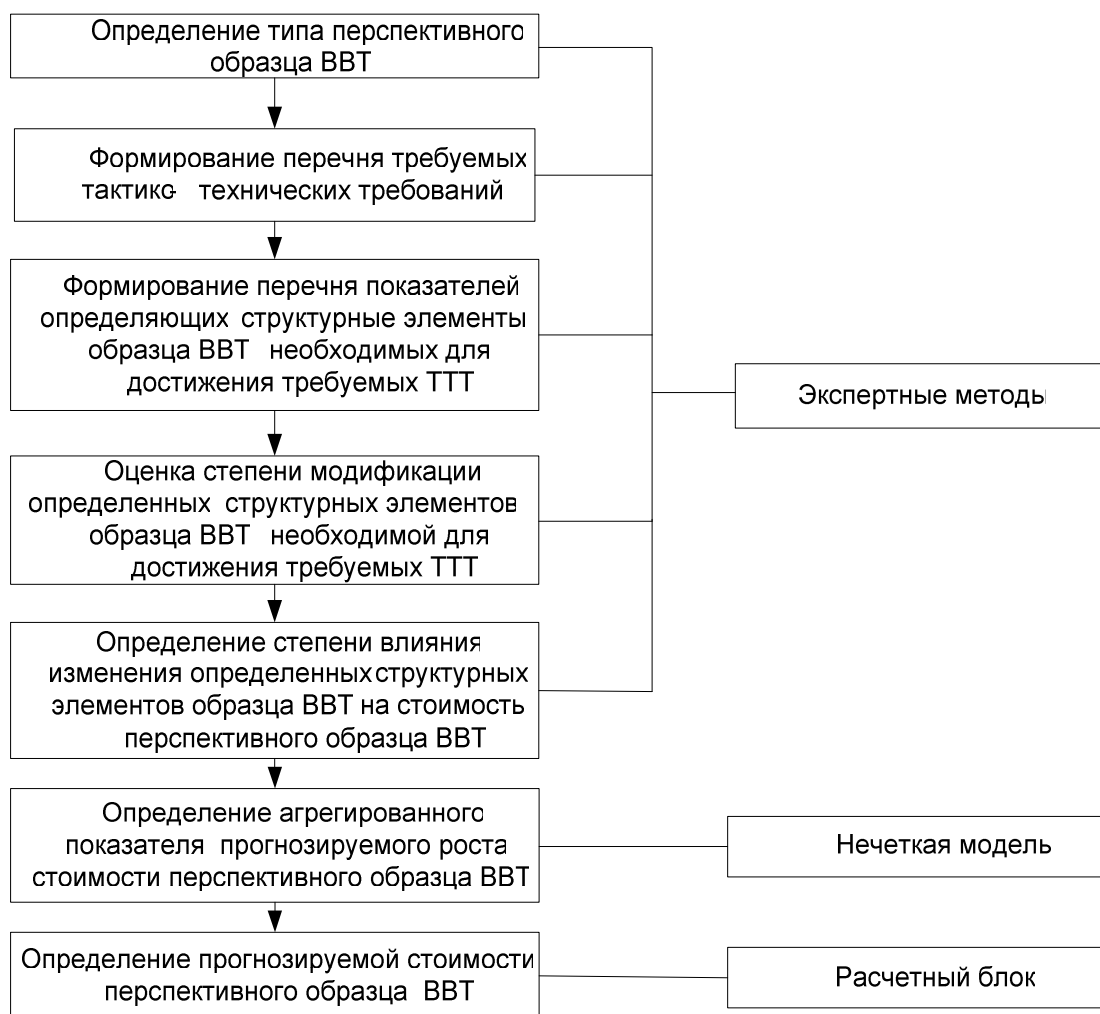 Определение типа перспективного
образца ВВТ
Формирование перечня требуемых
тактико- технических требований
Формирование перечня показателей
определяющих структурные элементы
образца ВВТ необходимых для
достижения требуемых ТТТ
Экспертные методы
Оценка степени модификации
определенных структурных элементов
образца ВВТ необходимой для
достижения требуемых ТТТ
Определение степени влияния
изменения определенных структурных
элементов образца ВВТ на стоимость
перспективного образца ВВТ
Определение агрегированного
показателя прогнозируемого роста
стоимости перспективного образца ВВТ
Нечеткая модель
Определение прогнозируемой стоимости
перспективного образца ВВТ
Расчетный блок